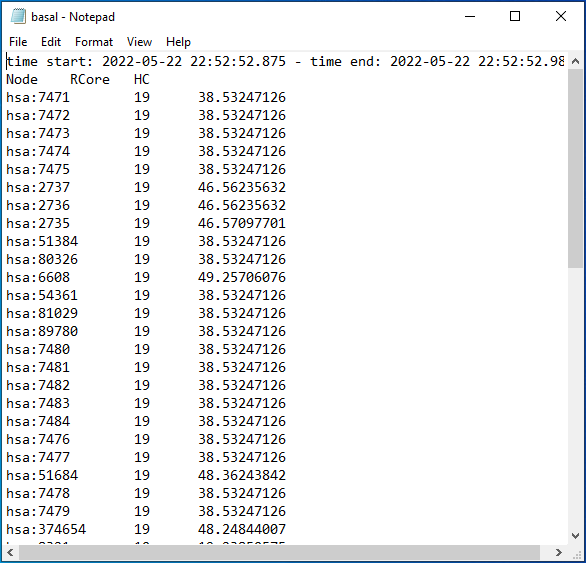 basal - Notepad
File Edit Format View Help
time start: 2022-05-22 22:52:52.875 - time end: 2022-05-22 22:52:52.98
Node RCore HC
hsa:7471 19 38.53247126
hsa:7472 19 38.53247126
hsa:7473 19 38.53247126
hsa:7474 19 38.53247126
hsa:7475 19 38.53247126
hsa:2737 19 46.56235632
hsa:2736 19 46.56235632
hsa:2735 19 46.57097701
hsa:51384 19 38.53247126
hsa:80326 19 38.53247126
hsa:6608 19 49.25706076
hsa:54361 19 38.53247126
hsa:81029 19 38.53247126
hsa:89780 19 38.53247126
hsa:7480 19 38.53247126
hsa:7481 19 38.53247126
hsa:7482 19 38.53247126
hsa:7483 19 38.53247126
hsa:7484 19 38.53247126
hsa:7476 19 38.53247126
hsa:7477 19 38.53247126
hsa:51684 19 48.36243842
hsa:7478 19 38.53247126
hsa:7479 19 38.53247126
hsa:374654 19 48.24844007